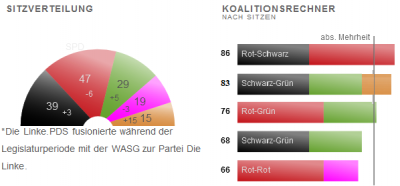 SITZVERTEILUNG
47
-6
29
+5
39
+3
-3
15
+15
15
*Die Linke.PDS fusionierte während der
Legislaturperiode mit der WASG zur Partei Die
Linke.
KOALITIONSRECHNER
NACH SITZEN
abs. Mehrheit
86 Rot-Schwarz
83 Schwarz-Grün
76 Rot-Grün
68 Schwarz-Grün
66 Rot-Rot